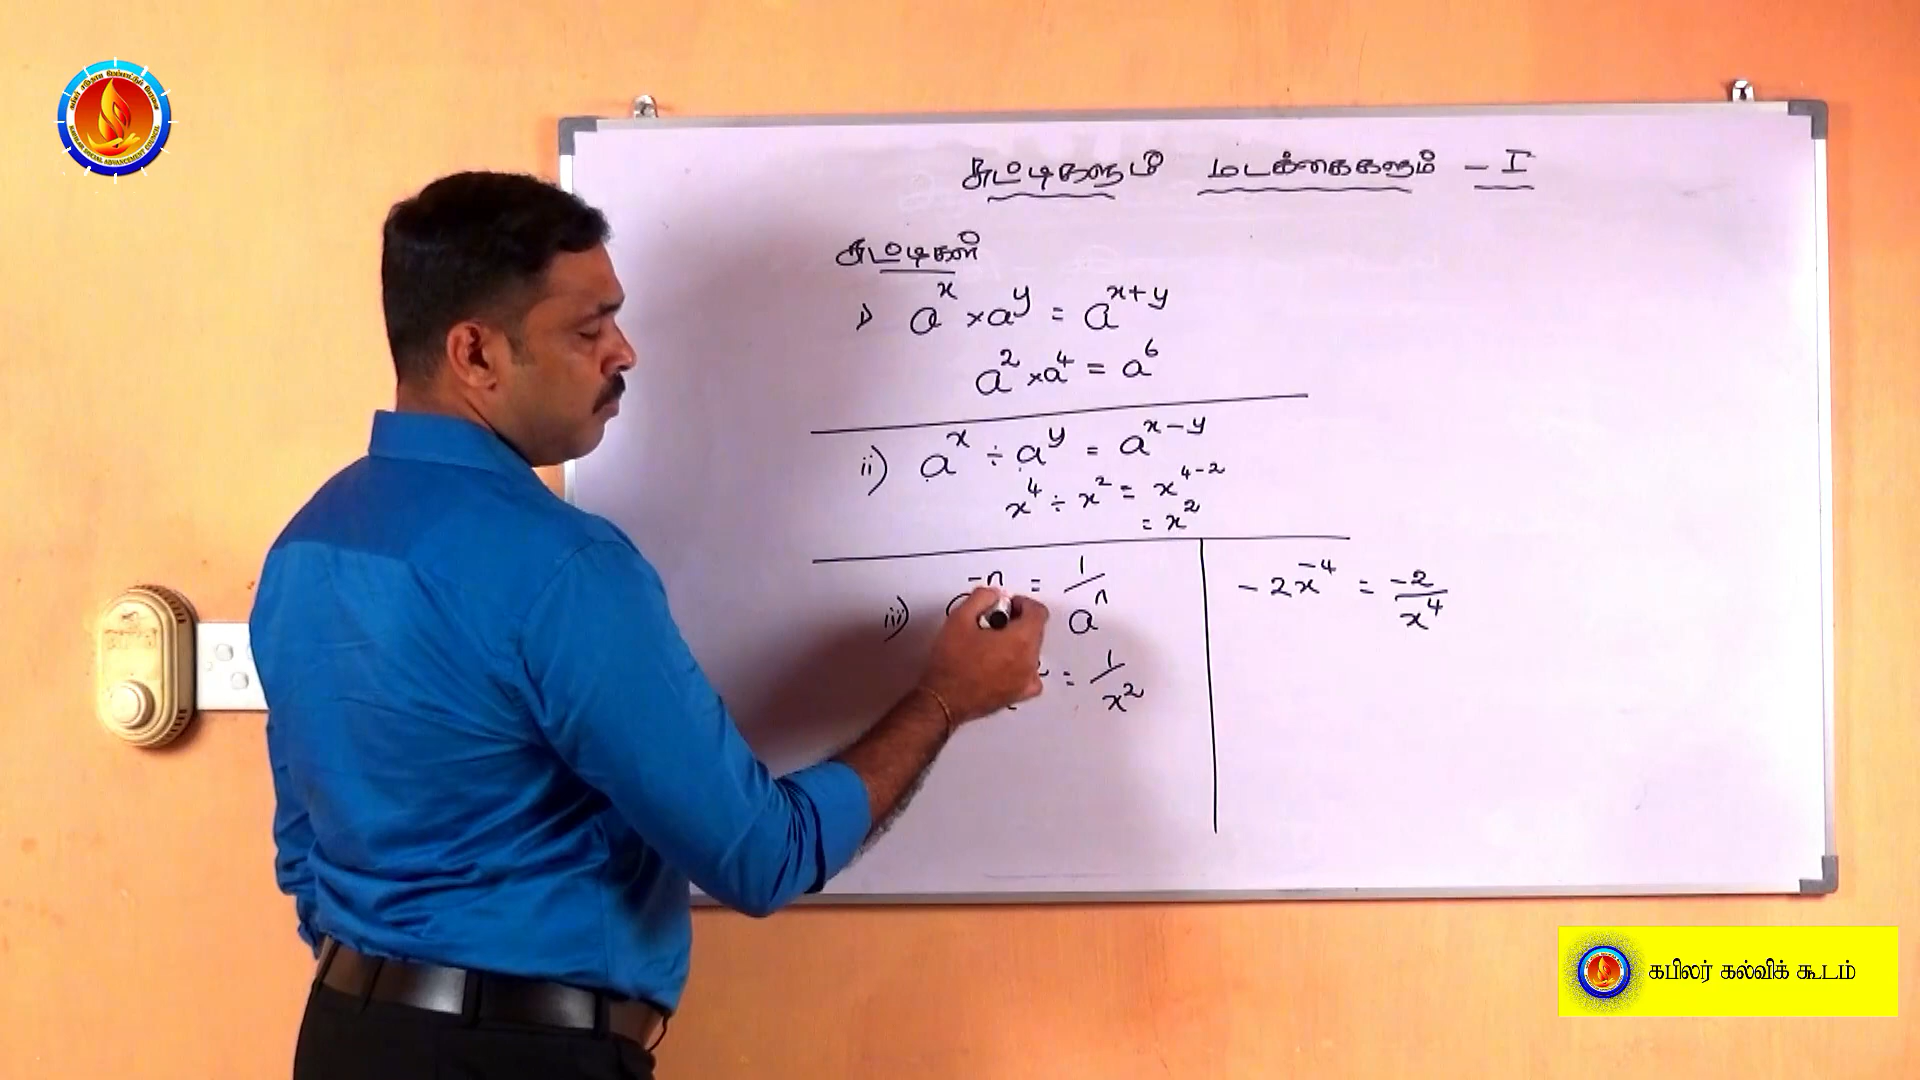 சுட்டிகளும் மடக்கைகளும் - I
சுட்டிகள்
i) a^x × a^y = a^(x+y)
a^2 × a^4 = a^6
ii) a^x ÷ a^y = a^(x-y)
x^4 ÷ x^2 = x^(4-2)
= x^2
iii) a^-n = 1/a^n
= 1/x^2
-2x^-4 = -2/x^4
கபிலர் கல்விக் கூடம்